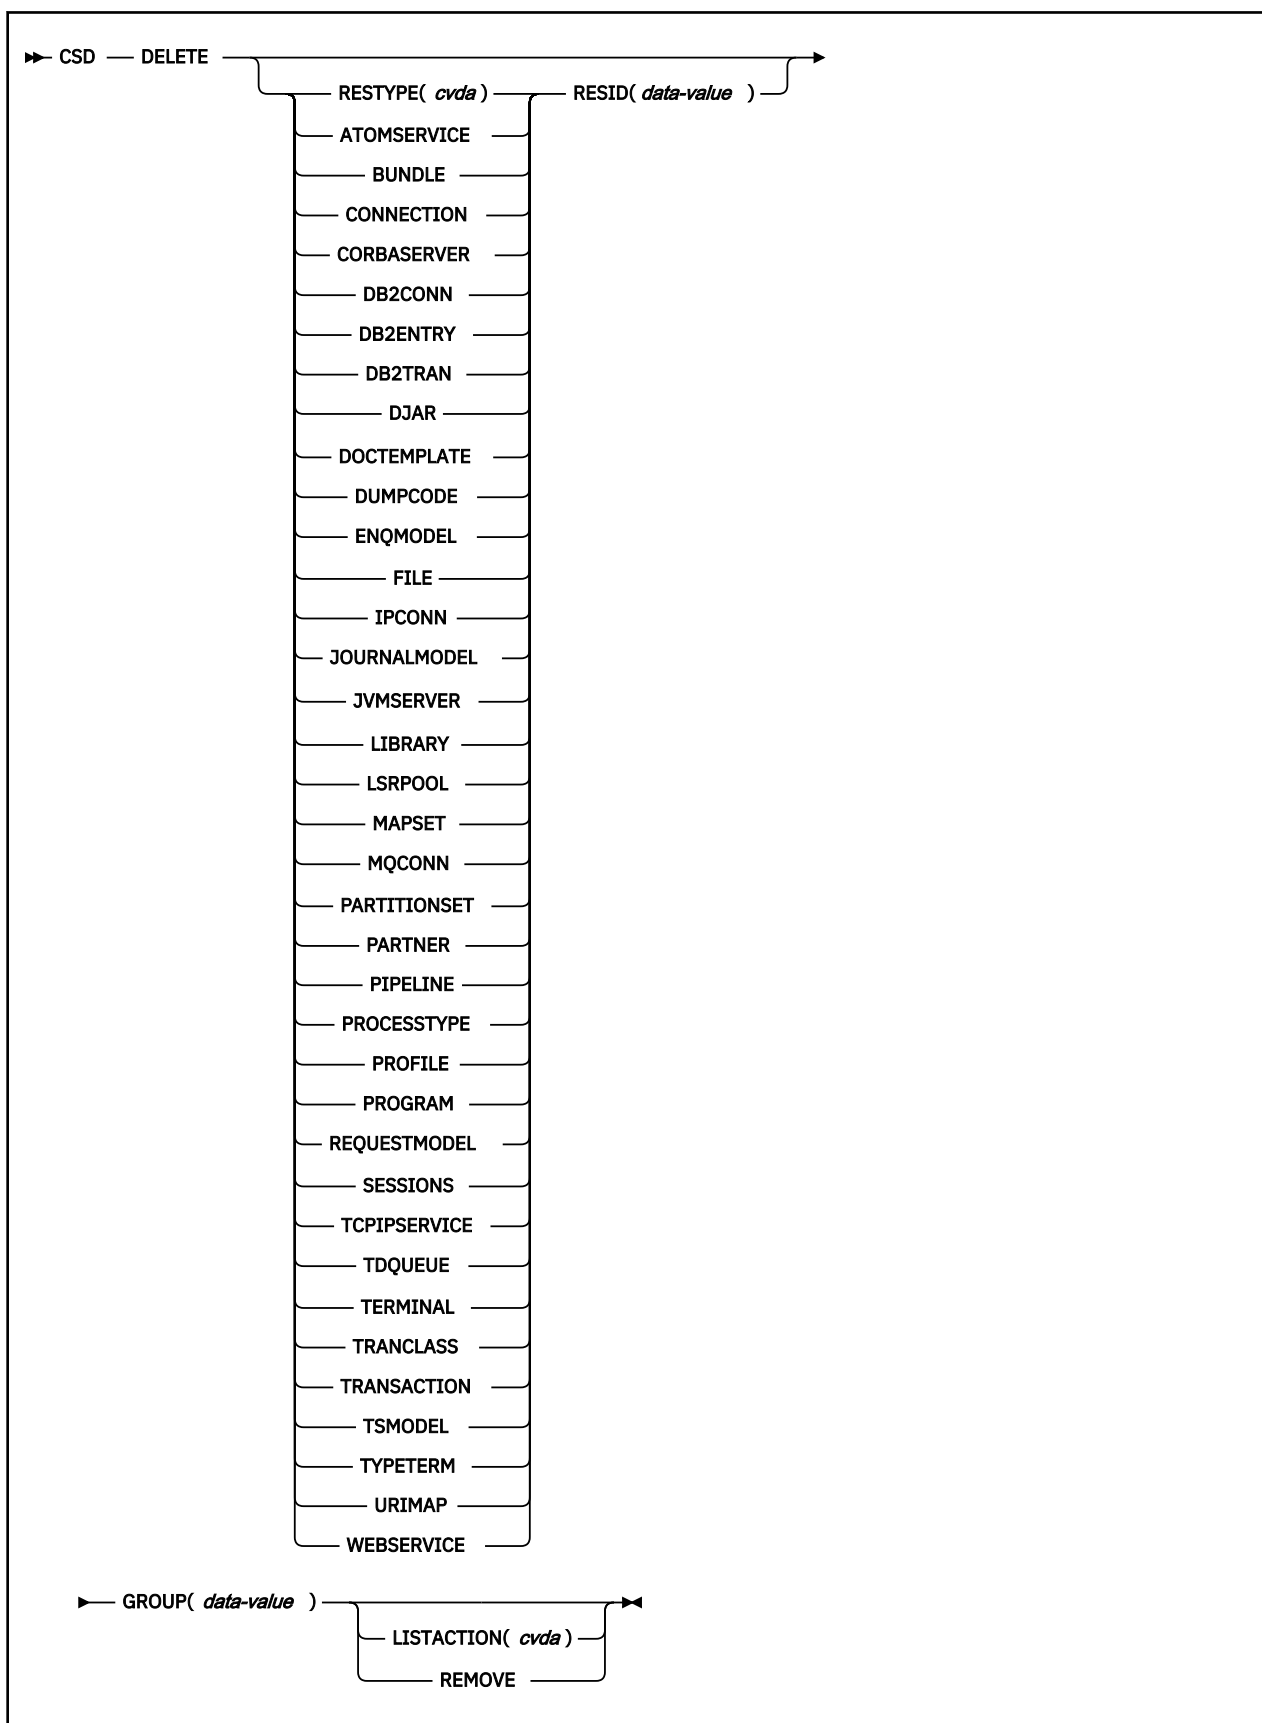 CSD DELETE
RESTYPE( cvda ) RESID( data-value )
ATOMSERVICE
BUNDLE
CONNECTION
CORBASERVER
DB2CONN
DB2ENTRY
DB2TRAN
DJAR
DOCTEMPLATE
DUMPCODE
ENQMODEL
FILE
IPCONN
JOURNALMODEL
JVMSERVER
LIBRARY
LSRPOOL
MAPSET
MQCONN
PARTITIONSET
PARTNER
PIPELINE
PROCESSTYPE
PROFILE
PROGRAM
REQUESTMODEL
SESSIONS
TCPIPSERVICE
TDQUEUE
TERMINAL
TRANCLASS
TRANSACTION
TSMODEL
TYPETERM
URIMAP
WEBSERVICE
GROUP( data-value )
LISTACTION( cvda )
REMOVE